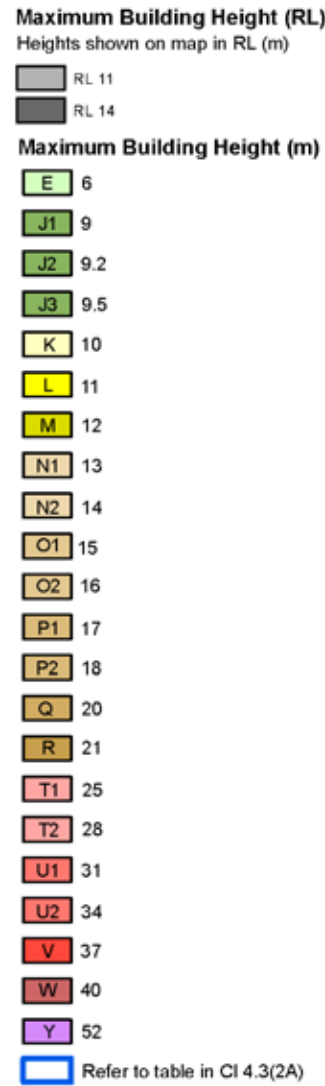 Maximum Building Height (RL)
Heights shown on map in RL (m)
RL 11
RL 14
Maximum Building Height (m)
E 6
J1 9
J2 9.2
J3 9.5
K 10
L 11
M 12
N1 13
N2 14
O1 15
O2 16
P1 17
P2 18
Q 20
R 21
T1 25
T2 28
U1 31
U2 34
V 37
W 40
Y 52
Refer to table in Cl 4.3(2A)